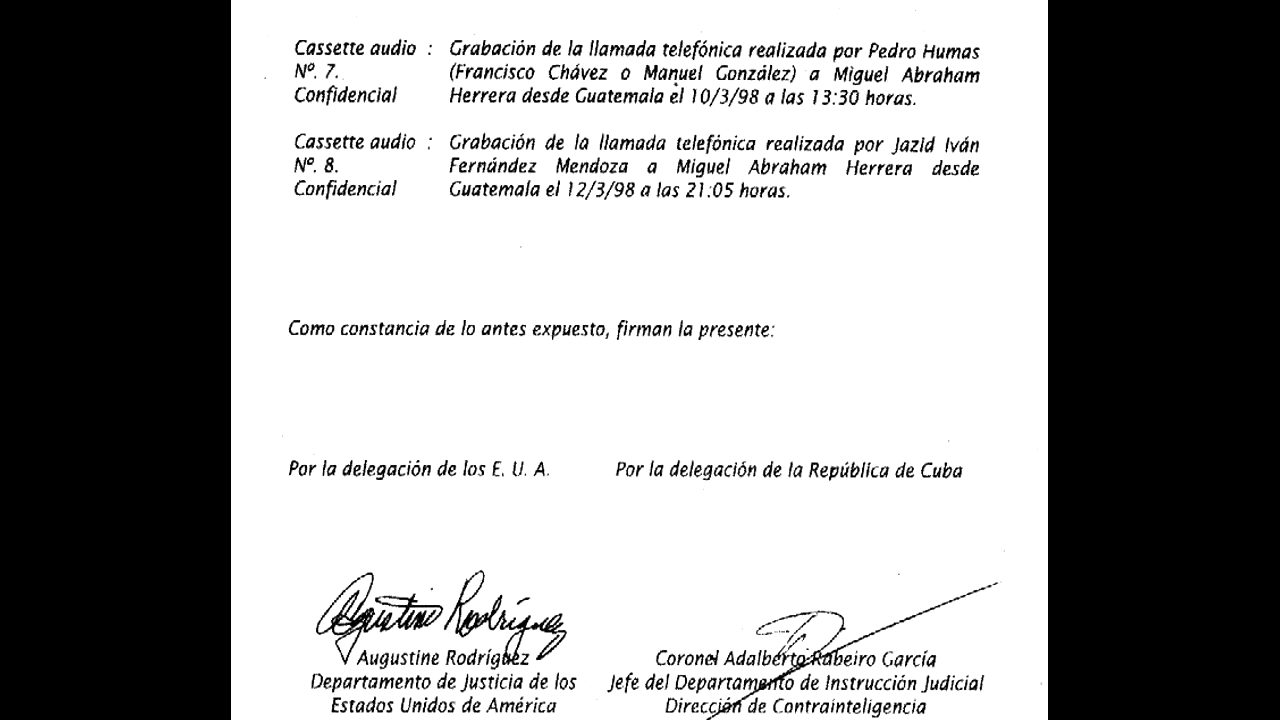 Cassette audio : Grabación de la llamada telefónica realizada por Pedro Humas
Nº. 7. (Francisco Chávez o Manuel González) a Miguel Abraham
Confidencial Herrera desde Guatemala el 10/3/98 a las 13:30 horas.
Cassette audio : Grabación de la llamada telefónica realizada por Jazid Iván
Nº. 8. Fernández Mendoza a Miguel Abraham Herrera desde
Confidencial Guatemala el 12/3/98 a las 21:05 horas.
Como constancia de lo antes expuesto, firman la presente:
Por la delegación de los E. U. A. Por la delegación de la República de Cuba
Agustine Rodríguez
Augustine Rodríguez Coronel Adalberto Rabeiro García
Departamento de Justicia de los Jefe del Departamento de Instrucción Judicial
Estados Unidos de América Dirección de Contrainteligencia